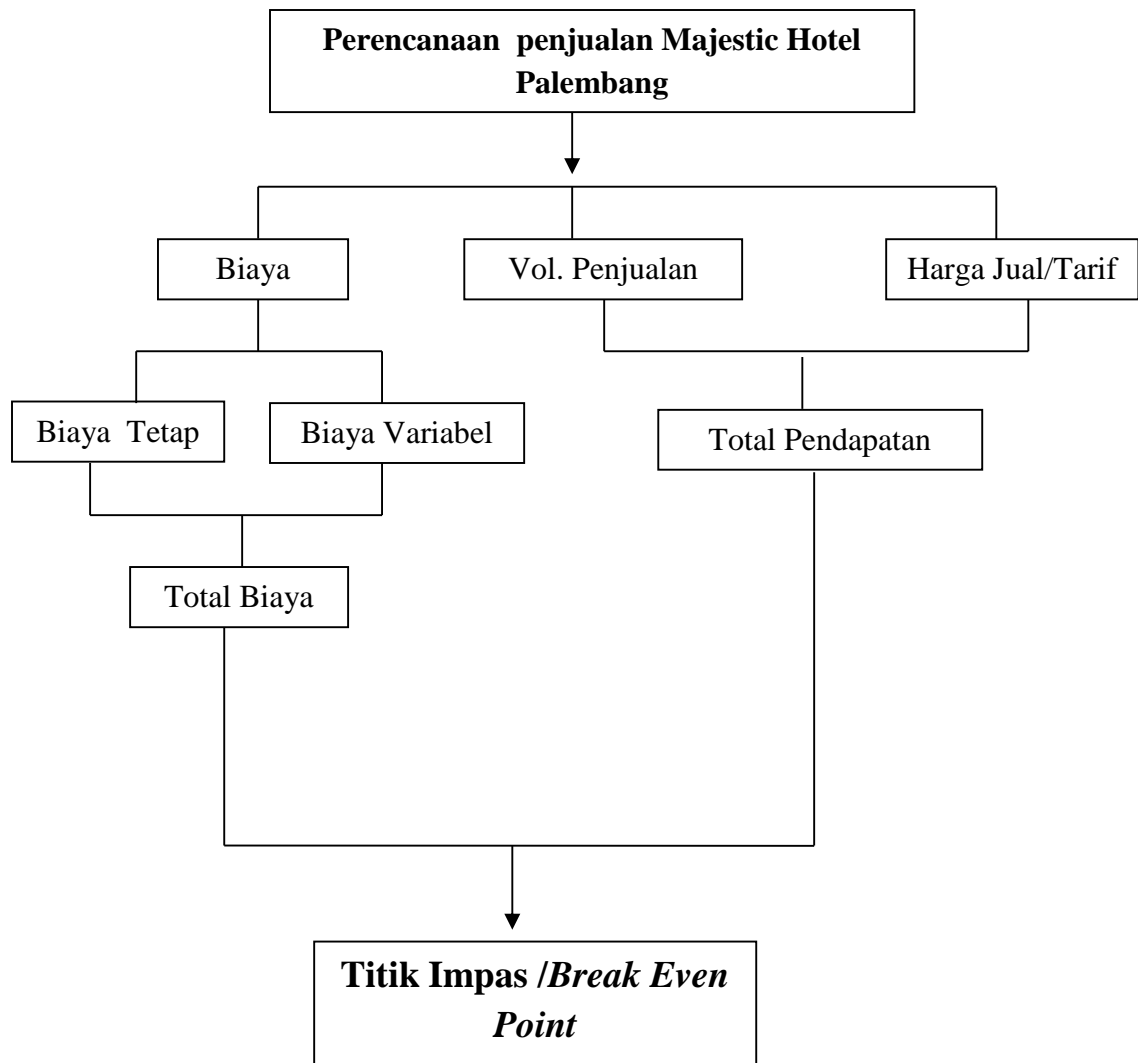 Perencanaan penjualan Majestic Hotel
Palembang
Biaya
Vol. Penjualan
Harga Jual/Tarif
Biaya Tetap
Biaya Variabel
Total Pendapatan
Total Biaya
Titik Impas /Break Even
Point